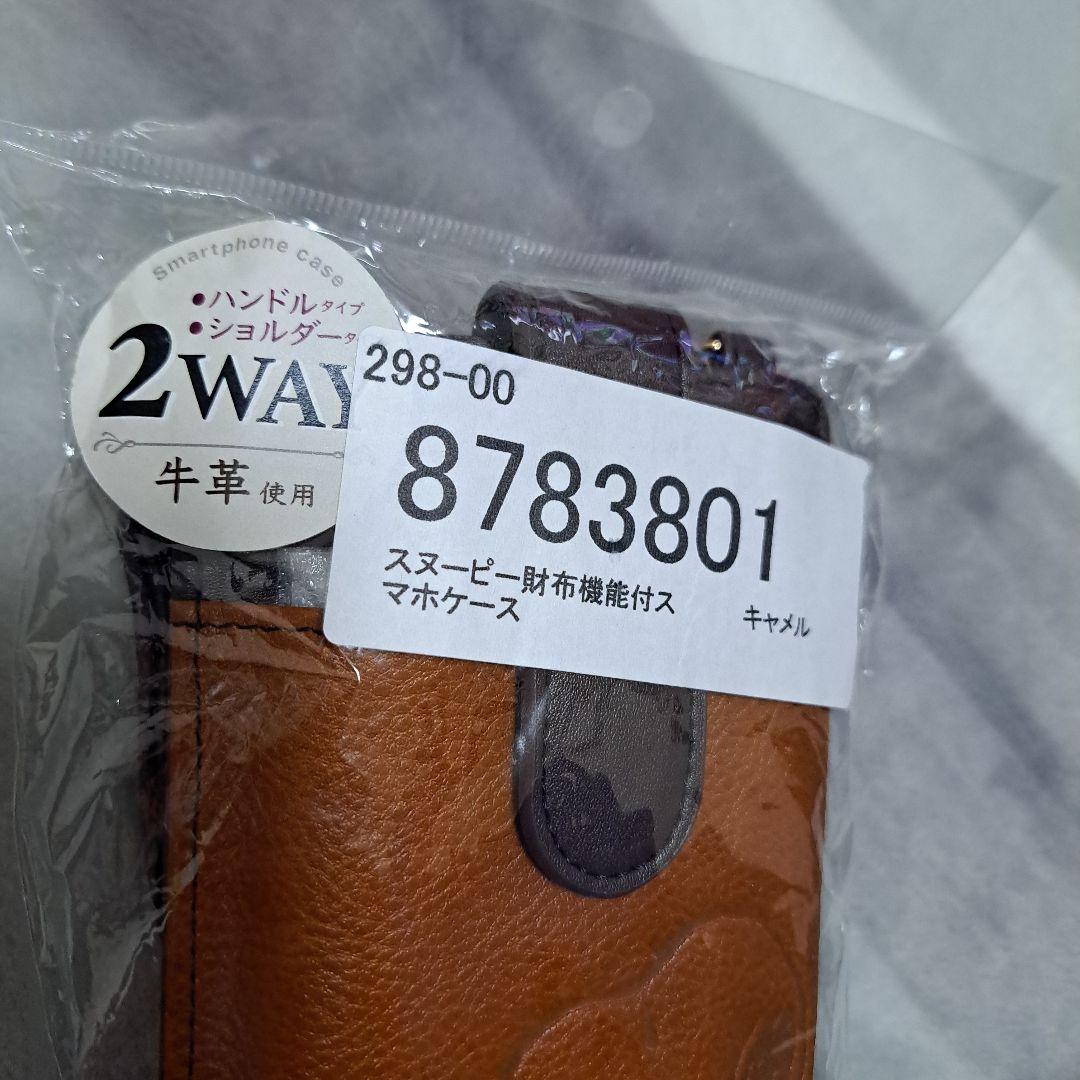 Smartphone case
●ハンドルタイプ
●ショルダー
2WAY
牛革使用
298-00
8783801
スヌーピー財布機能付ス
マホケース
キャメル